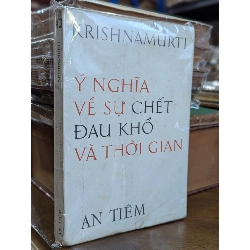 KRISHNAMURTI
Ý NGHĨA
VỀ SỰ CHẾT
ĐAU KHỔ
VÀ THỜI GIAN
AN TIÊM